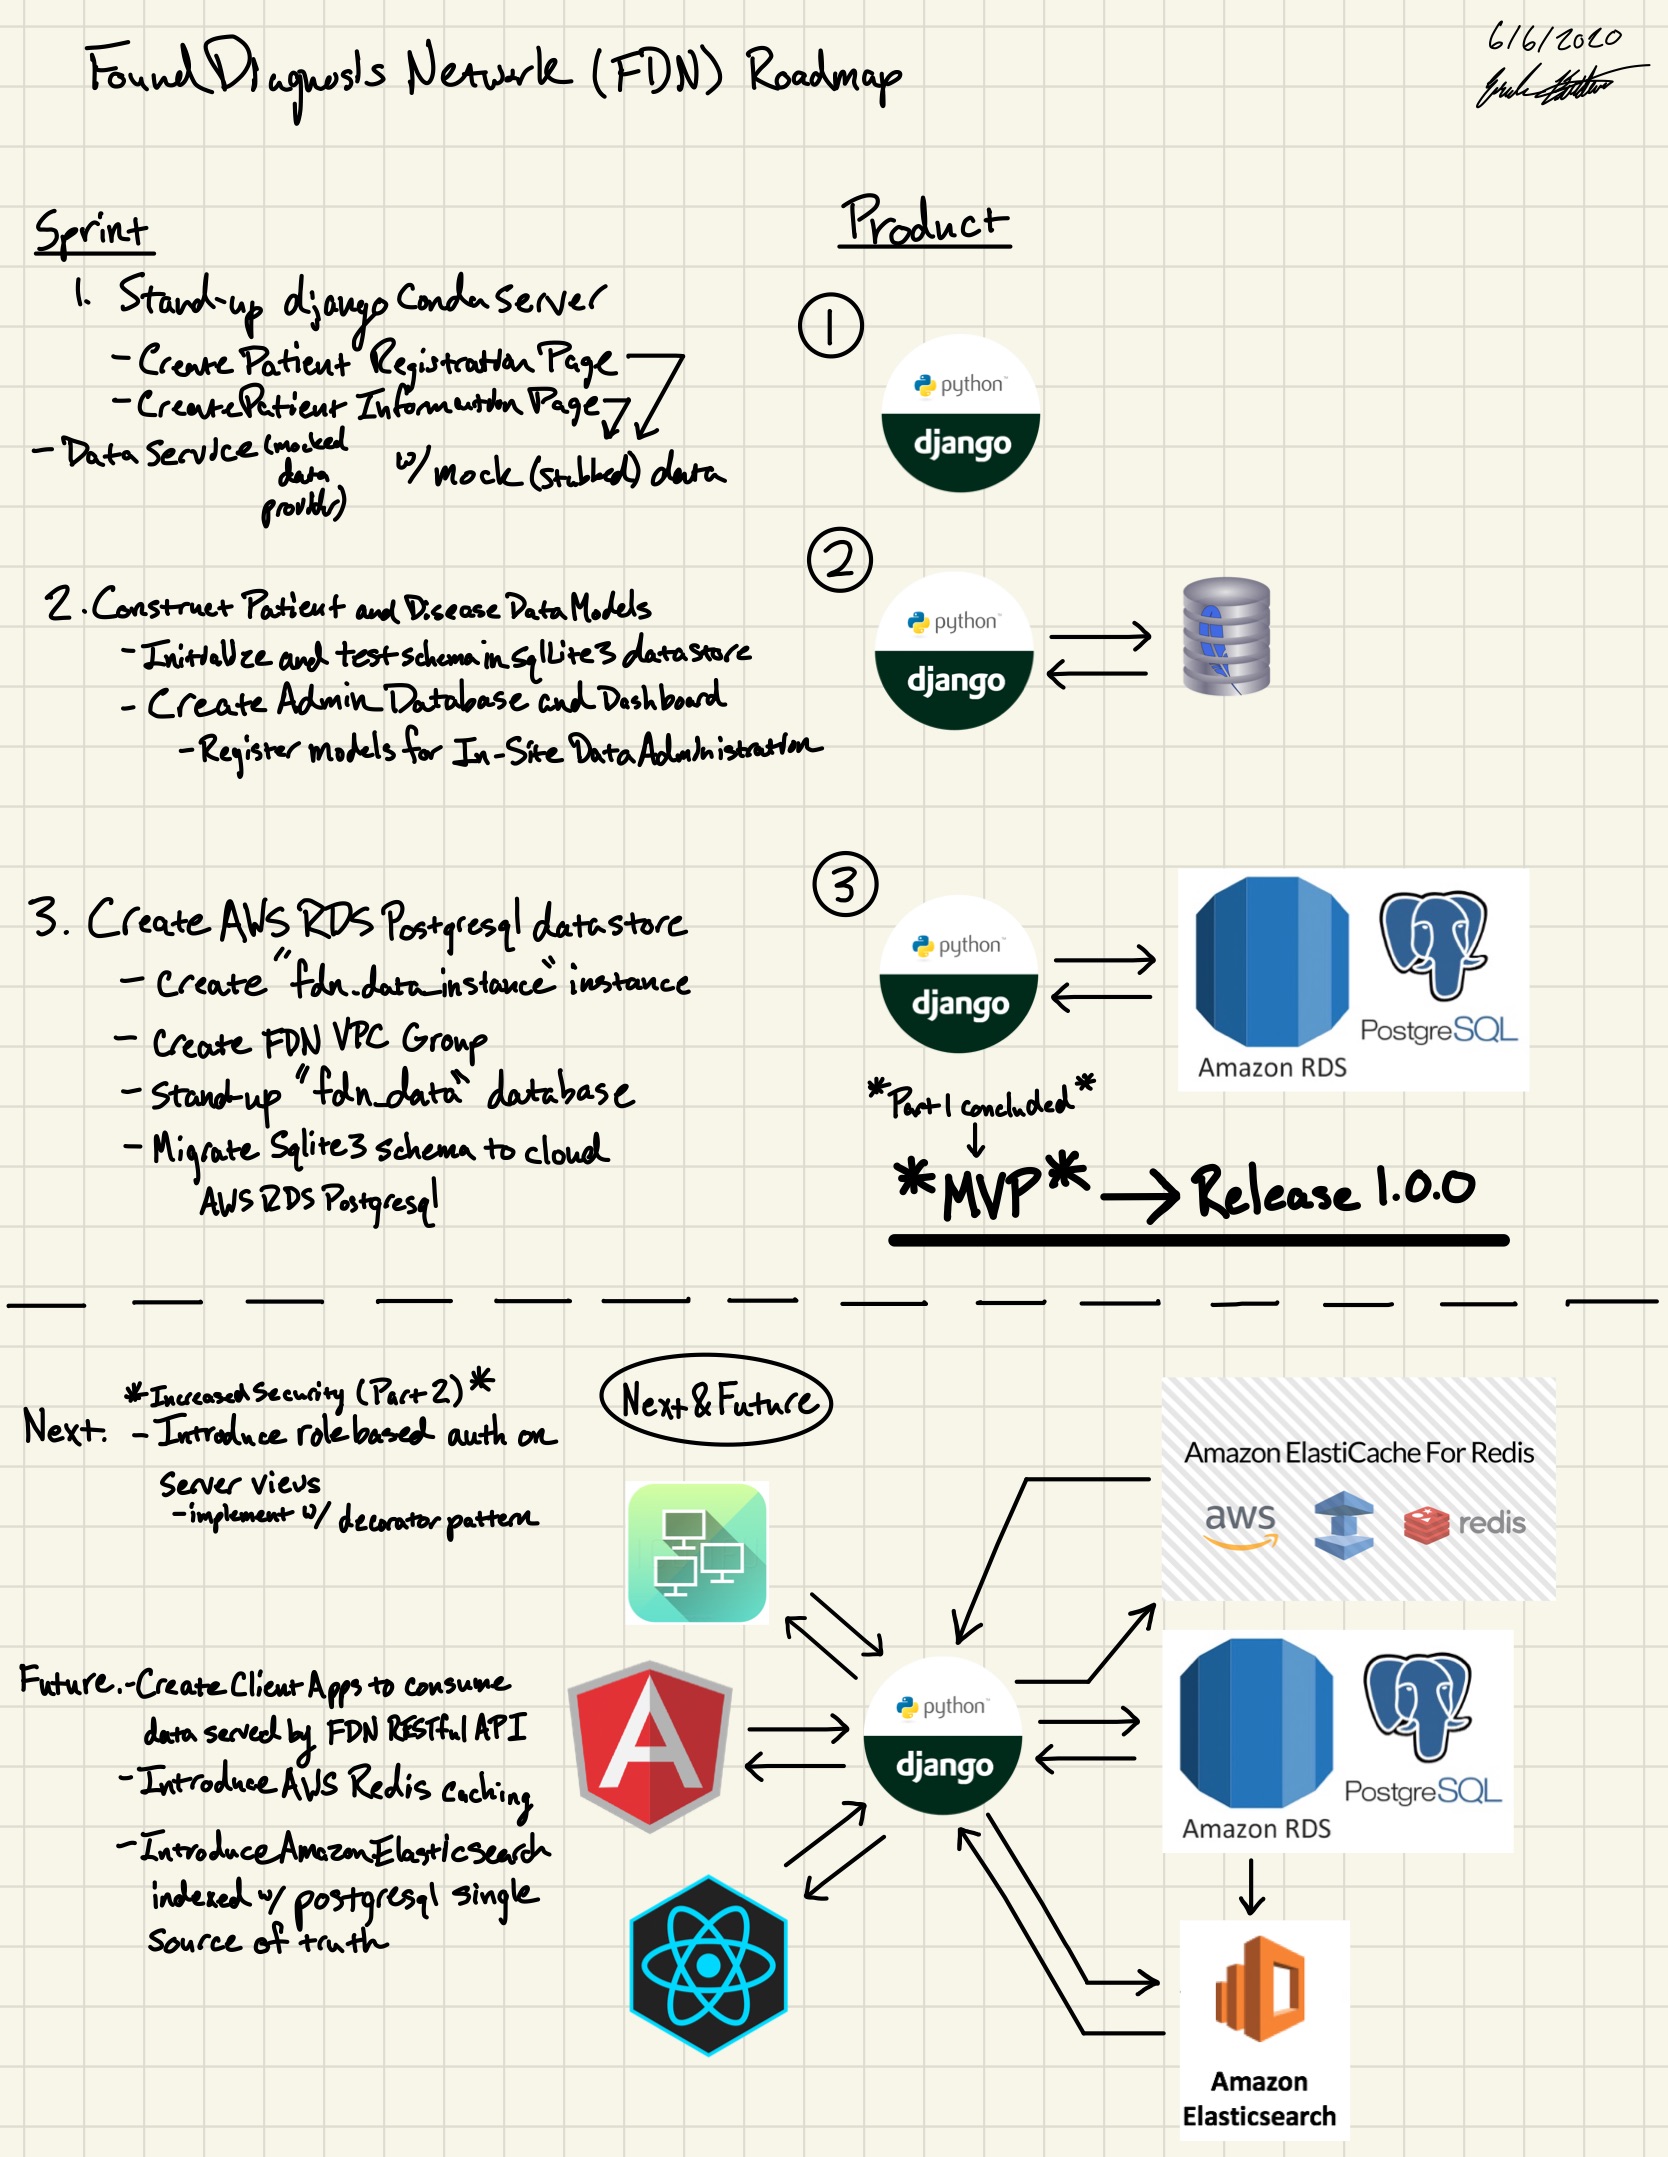 Found Diagnosis Network (FDN) Roadmap
6/6/2020
Sprint
1. Stand-up django Conda Server
- Create Patient Registration Page
- Create Patient Information Page
- Data Service (mocked
data
provider)
w/ mock (stubbed) data
2. Construct Patient and Disease Data Models
- Initialize and test schema in sqlLite3 datastore
- Create Admin Database and Dashboard
- Register models for In-Site Data Administration
3. Create AWS RDS Postgresql datastore
- Create "fdn_data_instance" instance
- Create FDN VPC Group
- Stand-up "fdn_data" database
- Migrate Sqlite3 schema to cloud
AWS RDS Postgresql
Product
1
python
django
2
python
django
3
python
django
Amazon RDS
PostgreSQL
*Part 1 concluded*
*MVP* → Release 1.0.0
*Increased Security (Part 2)*
Next. - Introduce role based auth on
Server views
- implement w/ decorator pattern
Future. - Create Client Apps to consume
data served by FDN RESTful API
- Introduce AWS Redis caching
- Introduce Amazon Elasticsearch
indexed w/ postgresql single
source of truth
Next & Future
Amazon ElastiCache For Redis
aws
redis
python
django
Amazon RDS
PostgreSQL
Amazon
Elasticsearch